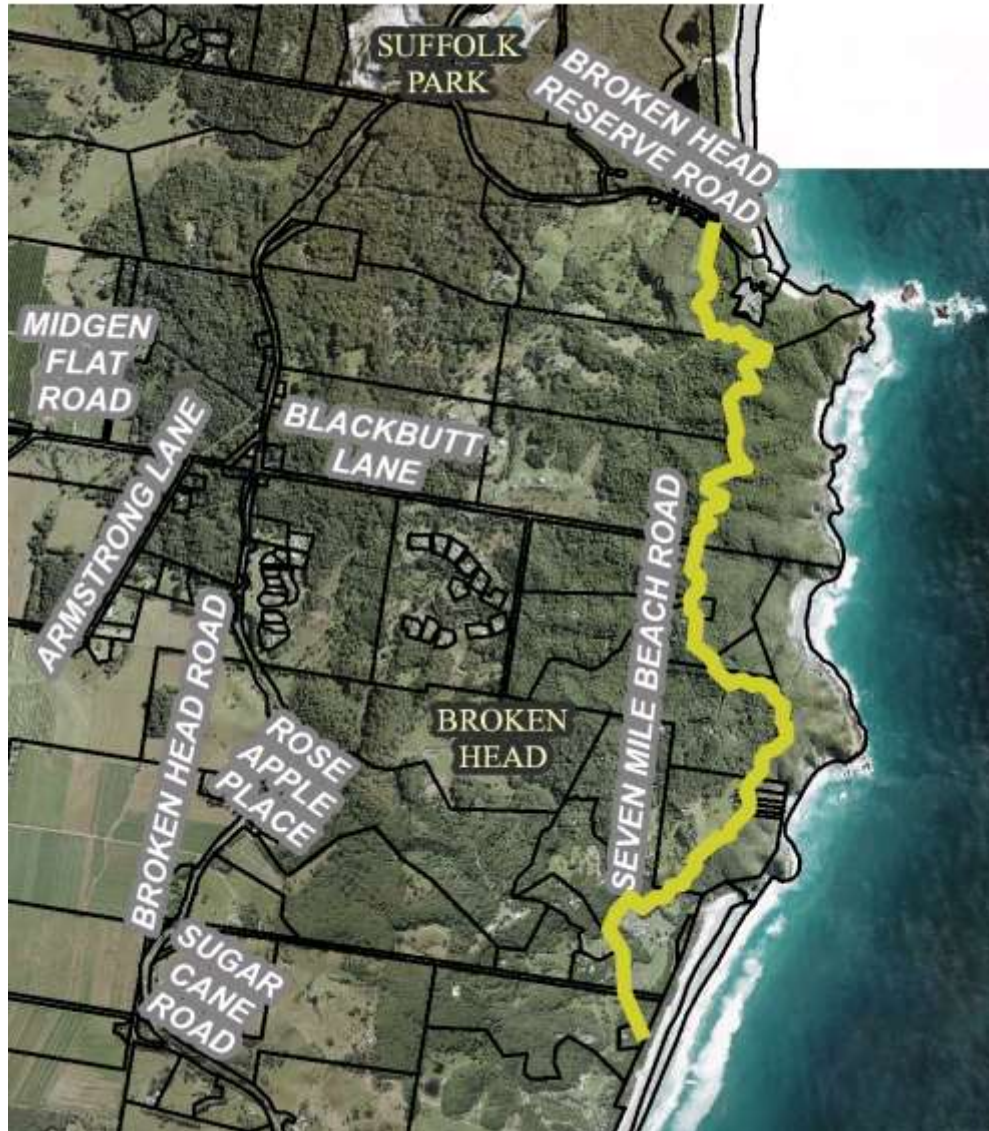 SUFFOLK
PARK
BROKEN HEAD
RESERVE ROAD
MIDGEN
FLAT
ROAD
ARMSTRONG LANE
BLACKBUTT
LANE
SEVEN MILE BEACH ROAD
BROKEN HEAD ROAD
ROSE
APPLE
PLACE
BROKEN
HEAD
SUGAR
CANE
ROAD